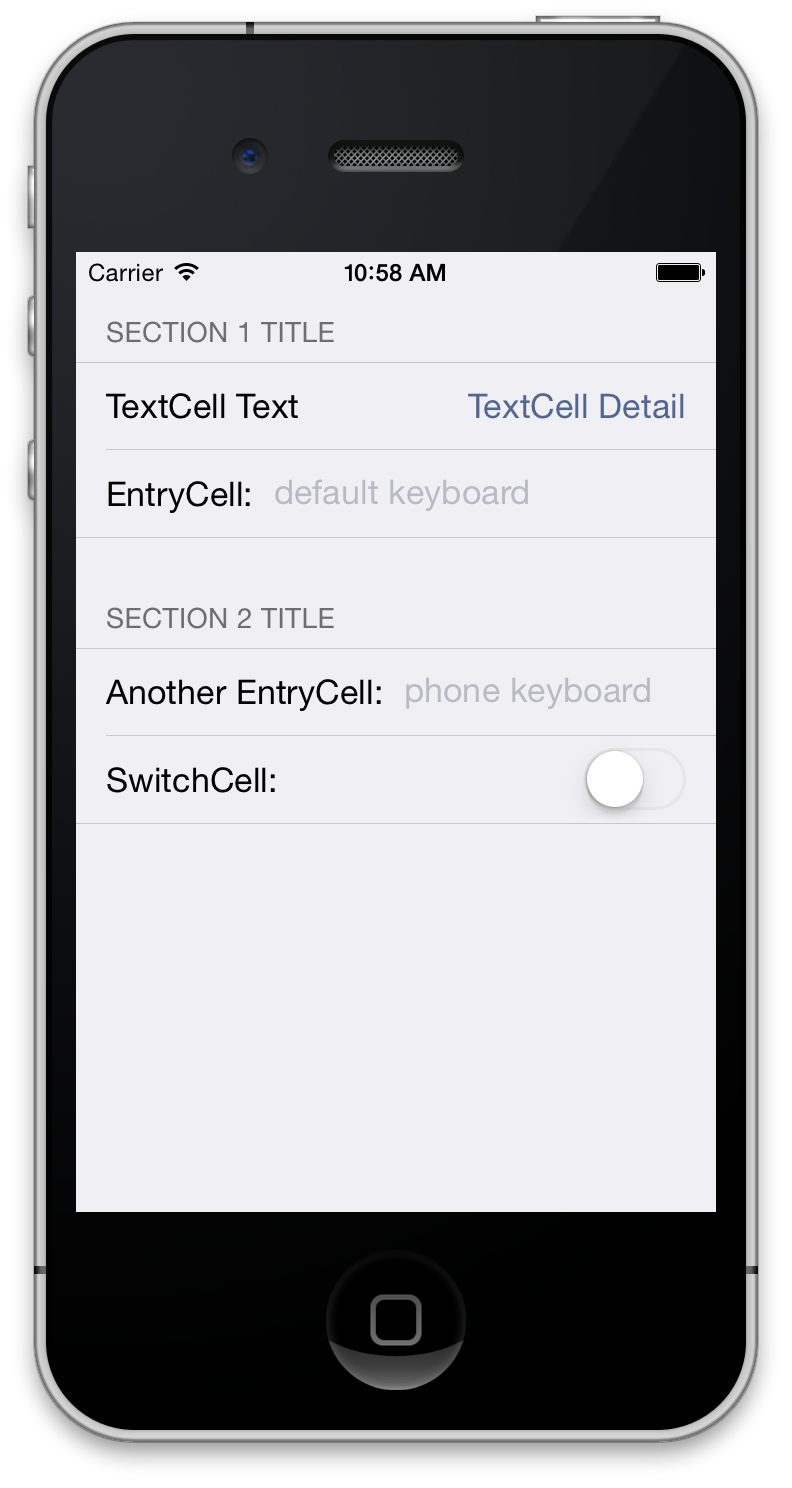 Carrier 10:58 AM
SECTION 1 TITLE
TextCell Text TextCell Detail
EntryCell: default keyboard
SECTION 2 TITLE
Another EntryCell: phone keyboard
SwitchCell: